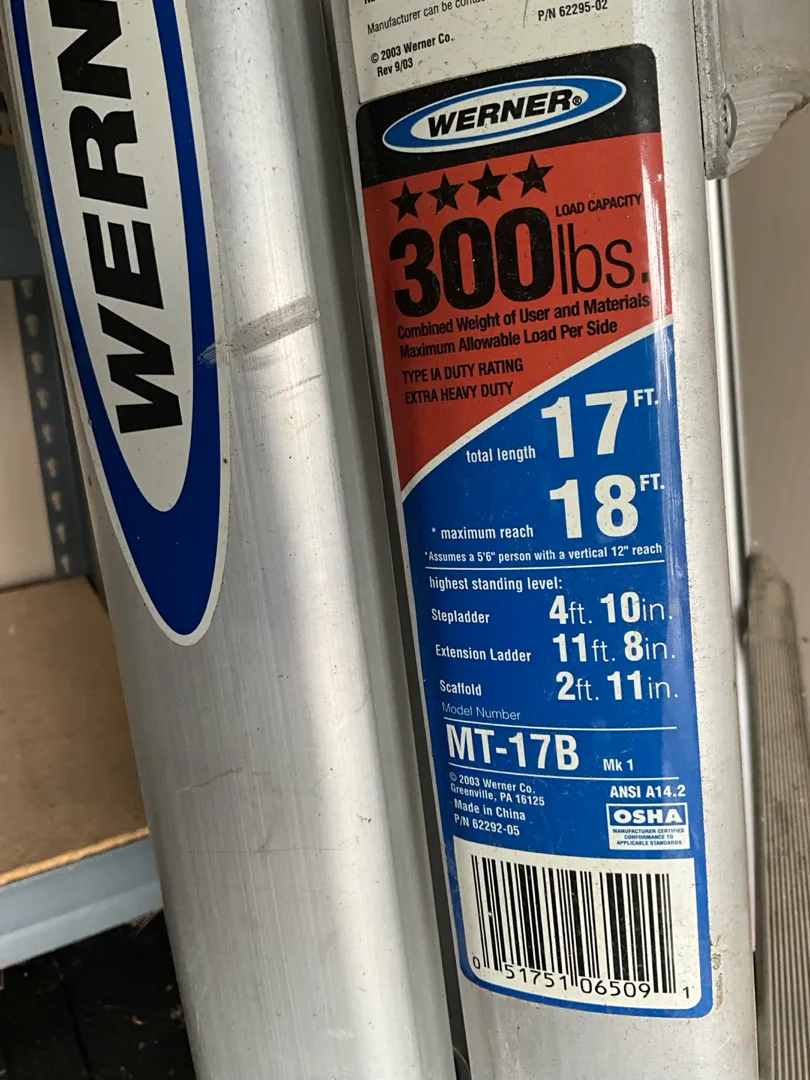 WERN
Manufacturer can be
P/N 62295-02
© 2003 Werner Co.
Rev 9/03
WERNER®
LOAD CAPACITY
300lbs.
Combined Weight of User and Materials
Maximum Allowable Load Per Side
TYPE IA DUTY RATING
EXTRA HEAVY DUTY
total length 17 FT.
* maximum reach 18 FT.
*Assumes a 5'6" person with a vertical 12" reach
highest standing level:
Stepladder 4ft. 10in.
Extension Ladder 11ft. 8in.
Scaffold 2ft. 11in.
Model Number
MT-17B Mk 1
© 2003 Werner Co.
Greenville, PA 16125
Made in China
P/N 62292-05
ANSI A14.2
OSHA
MANUFACTURER CERTIFIES
CONFORMANCE TO
APPLICABLE STANDARDS
0 51751 06509 1